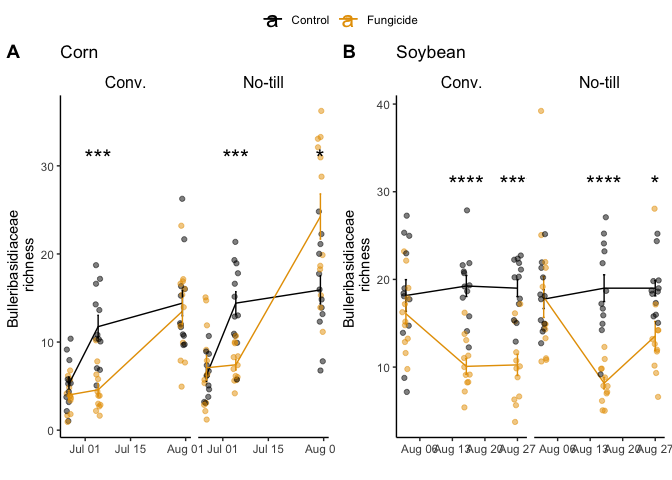 a Control a Fungicide
A Corn B Soybean
Conv. No-till Conv. No-till
Bulleribasidiaceae
richness
0
10
20
30
*** *** *
Jul 01 Jul 15 Aug 01 Jul 01 Jul 15 Aug 0
Bulleribasidiaceae
richness
10
20
30
40
**** *** **** *
Aug 06 Aug 13 Aug 20 Aug 27 Aug 06 Aug 13 Aug 20 Aug 27